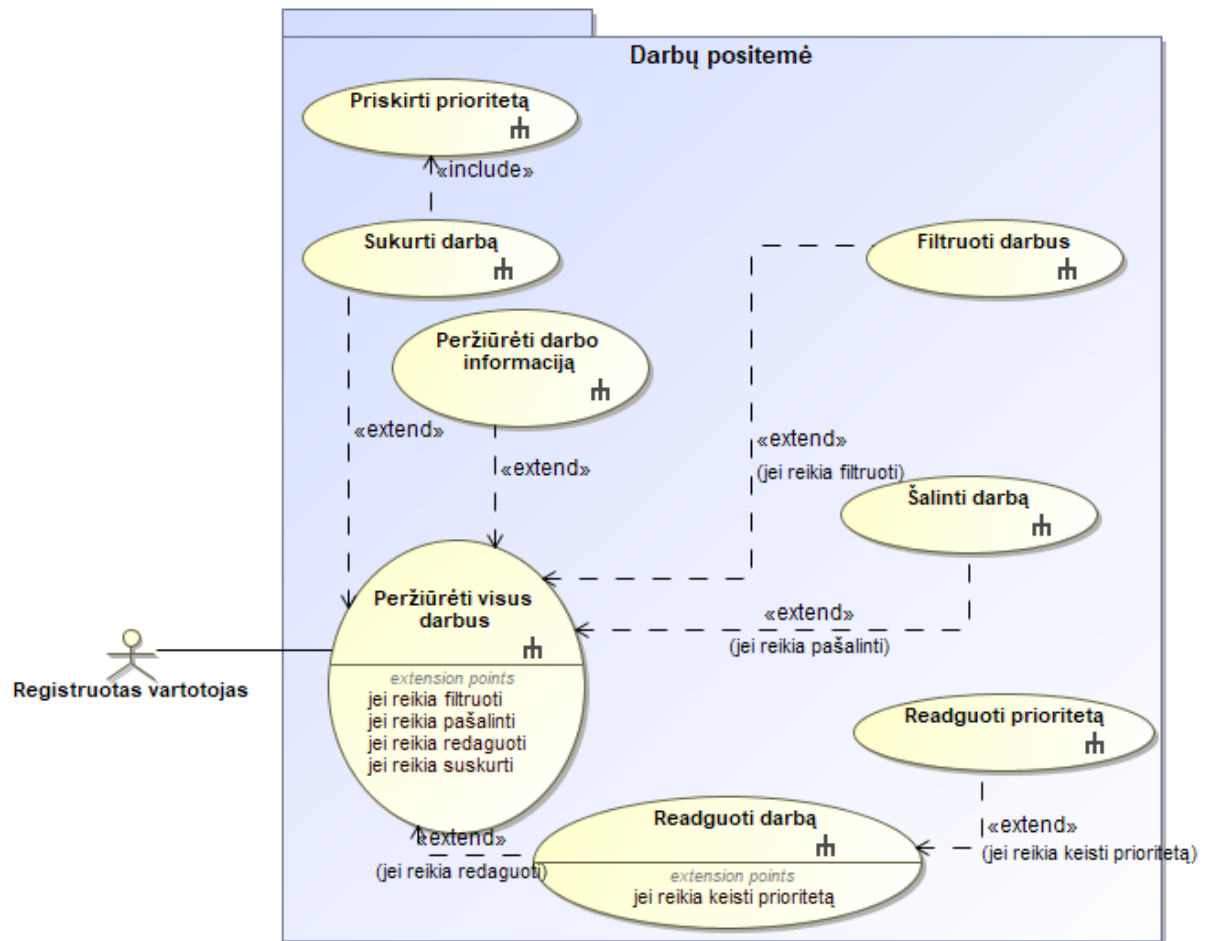 Darbų positemė
Priskirti prioritetą
«include»
Sukurti darbą
Filtruoti darbus
Peržiūrėti darbo
informaciją
«extend»
«extend»
«extend»
(jei reikia filtruoti)
Šalinti darbą
Peržiūrėti visus
darbus
«extend»
(jei reikia pašalinti)
Registruotas vartotojas
extension points
jei reikia filtruoti
jei reikia pašalinti
jei reikia redaguoti
jei reikia suskurti
Readguoti prioritetą
Readguoti darbą
«extend»
(jei reikia redaguoti)
«extend»
(jei reikia keisti prioritetą)
extension points
jei reikia keisti prioritetą